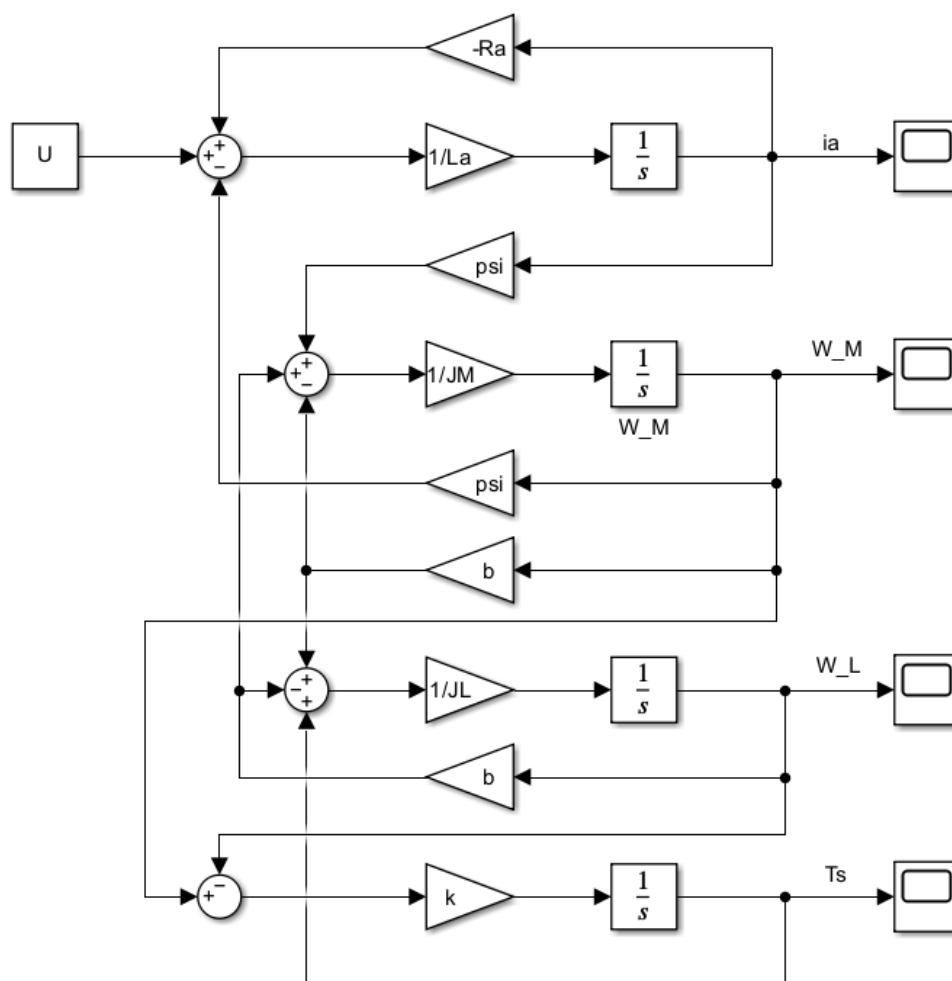 -Ra
U
+
+
−
1/La
1
s
ia
psi
W_M
+
+
−
1/JM
1
s
W_M
psi
b
W_L
+
−
+
1/JL
1
s
b
Ts
−
+
k
1
s